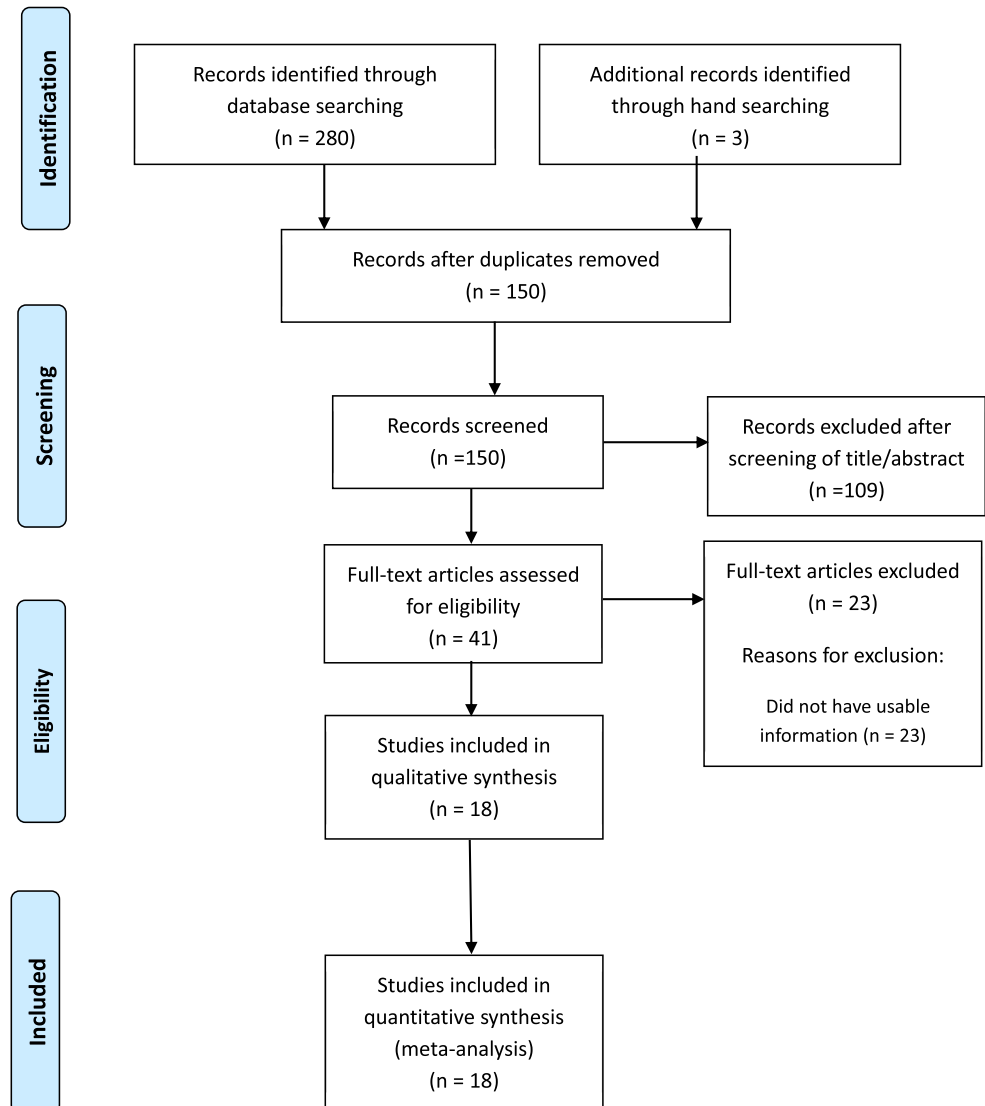 Identification
Records identified through
database searching
(n = 280)
Additional records identified
through hand searching
(n = 3)
Records after duplicates removed
(n = 150)
Screening
Records screened
(n =150)
Records excluded after
screening of title/abstract
(n =109)
Full-text articles assessed
for eligibility
(n = 41)
Full-text articles excluded
(n = 23)
Reasons for exclusion:
Did not have usable
information (n = 23)
Eligibility
Studies included in
qualitative synthesis
(n = 18)
Included
Studies included in
quantitative synthesis
(meta-analysis)
(n = 18)